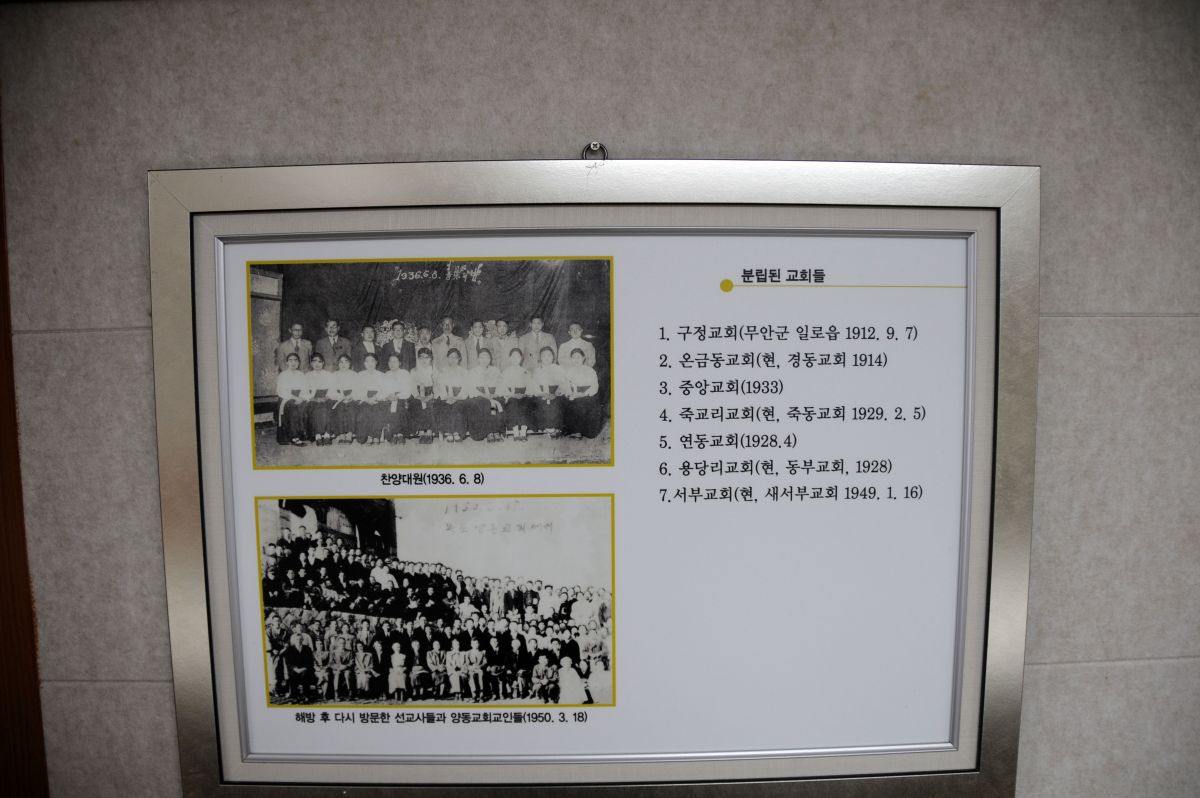 1936.6.8.
찬양대원(1936. 6. 8)
해방 후 다시 방문한 선교사들과 양동교회교인들(1950. 3. 18)
분립된 교회들
1. 구정교회(무안군 일로읍 1912. 9. 7)
2. 온금동교회(현, 경동교회 1914)
3. 중앙교회(1933)
4. 죽교리교회(현, 죽동교회 1929. 2. 5)
5. 연동교회(1928.4)
6. 용당리교회(현, 동부교회, 1928)
7.서부교회(현, 새서부교회 1949. 1. 16)